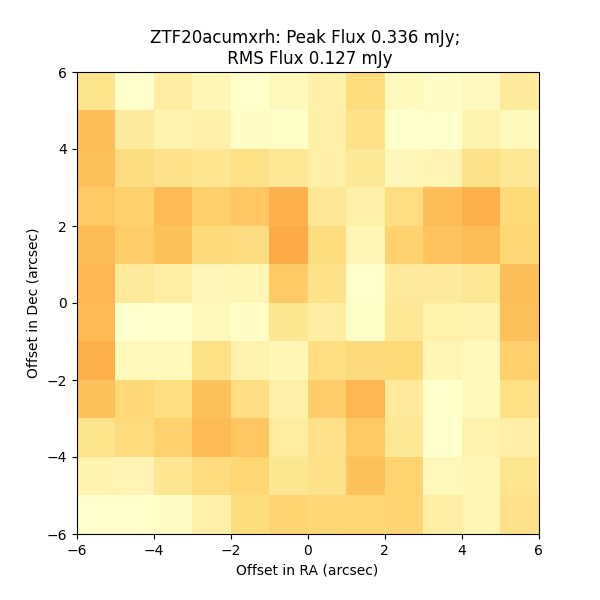 ZTF20acumxrh: Peak Flux 0.336 mJy;
RMS Flux 0.127 mJy
6
4
2
0
−2
−4
−6
Offset in Dec (arcsec)
−6 −4 −2 0 2 4 6
Offset in RA (arcsec)